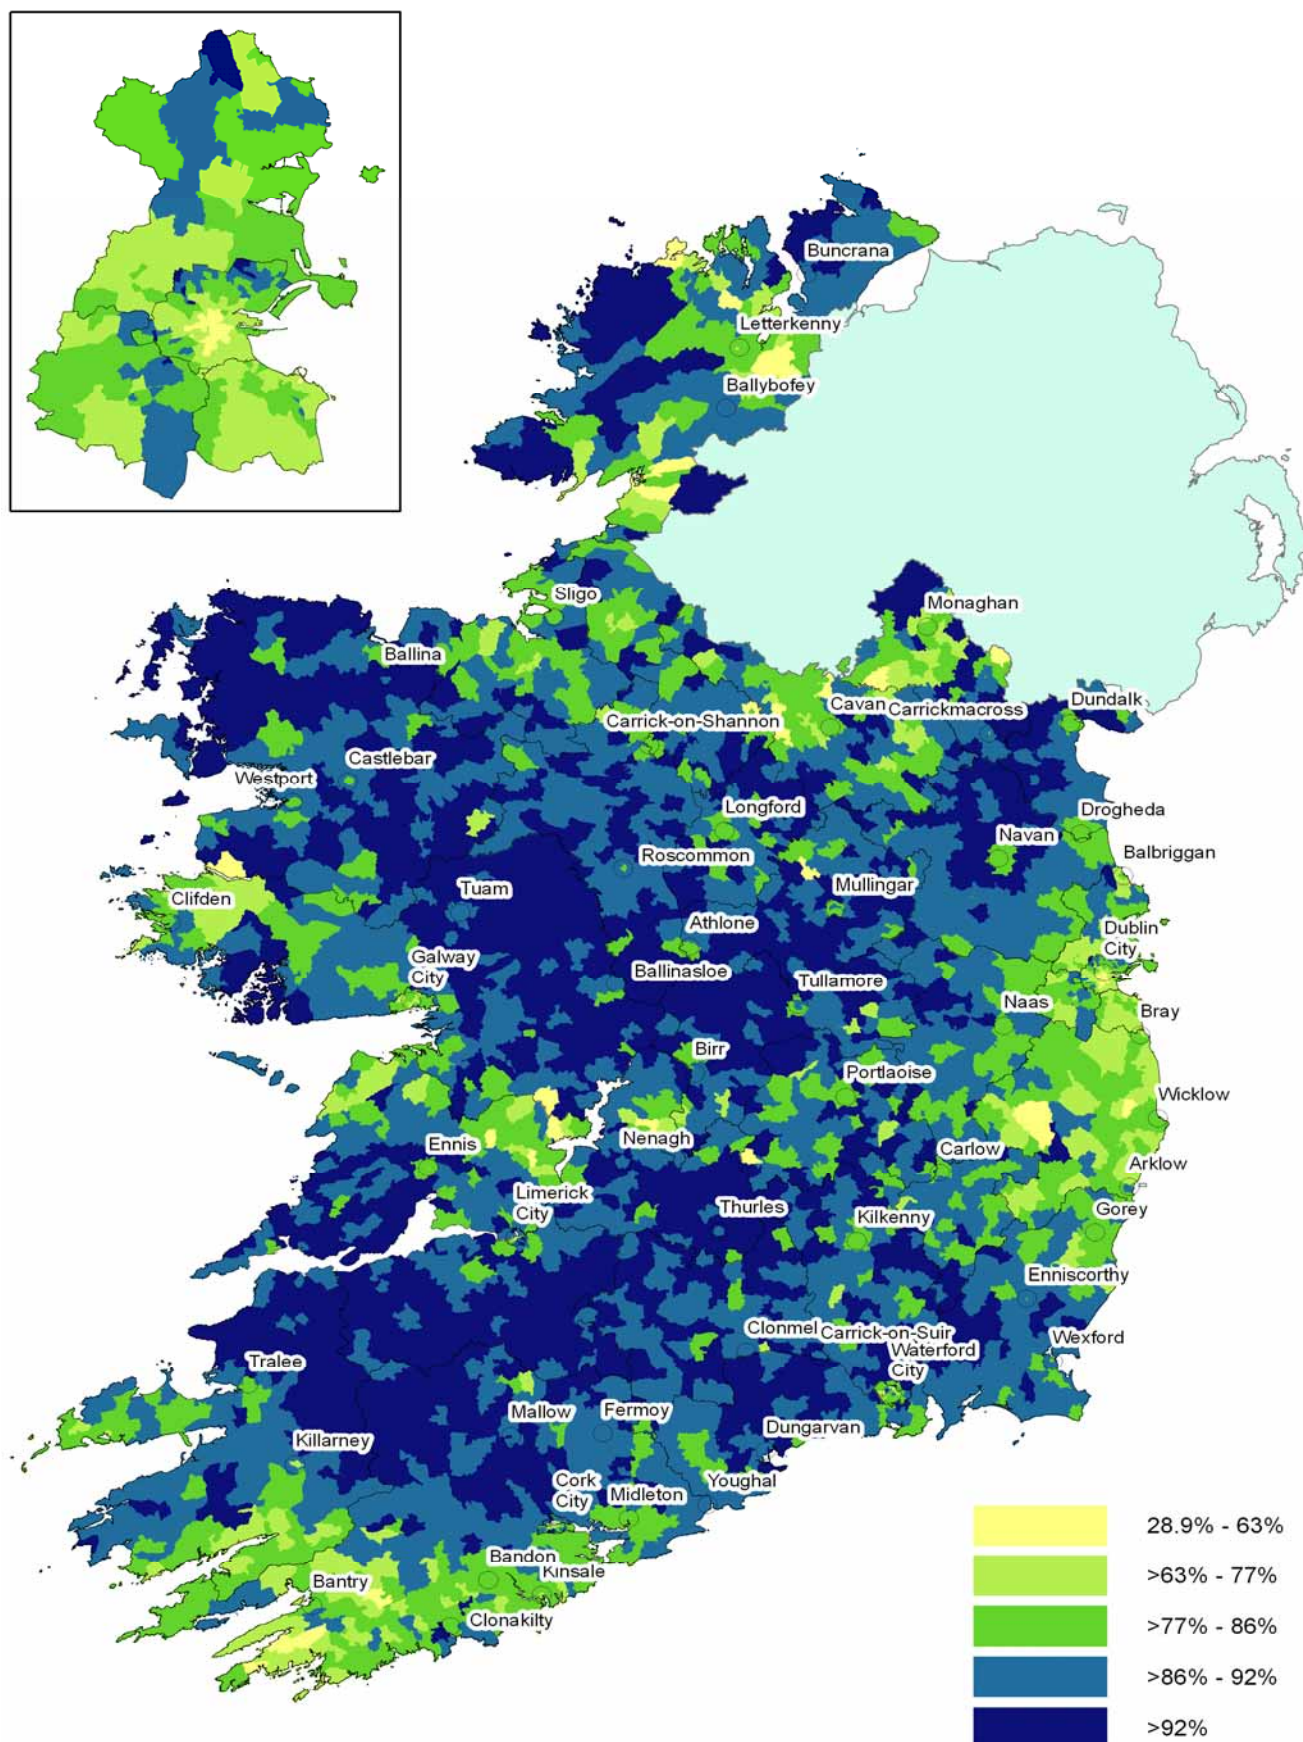 Buncrana
Letterkenny
Ballybofey
Sligo
Monaghan
Ballina
Cavan
Carrickmacross
Dundalk
Carrick-on-Shannon
Castlebar
Westport
Longford
Drogheda
Navan
Balbriggan
Roscommon
Mullingar
Tuam
Clifden
Athlone
Dublin
City
Galway
City
Ballinasloe
Tullamore
Naas
Bray
Birr
Portlaoise
Wicklow
Ennis
Nenagh
Carlow
Arklow
Limerick
City
Thurles
Kilkenny
Gorey
Enniscorthy
Clonmel
Carrick-on-Suir
Waterford
City
Wexford
Tralee
Mallow
Fermoy
Dungarvan
Killarney
Cork
City
Midleton
Youghal
Bandon
Kinsale
Bantry
Clonakilty
28.9% - 63%
>63% - 77%
>77% - 86%
>86% - 92%
>92%